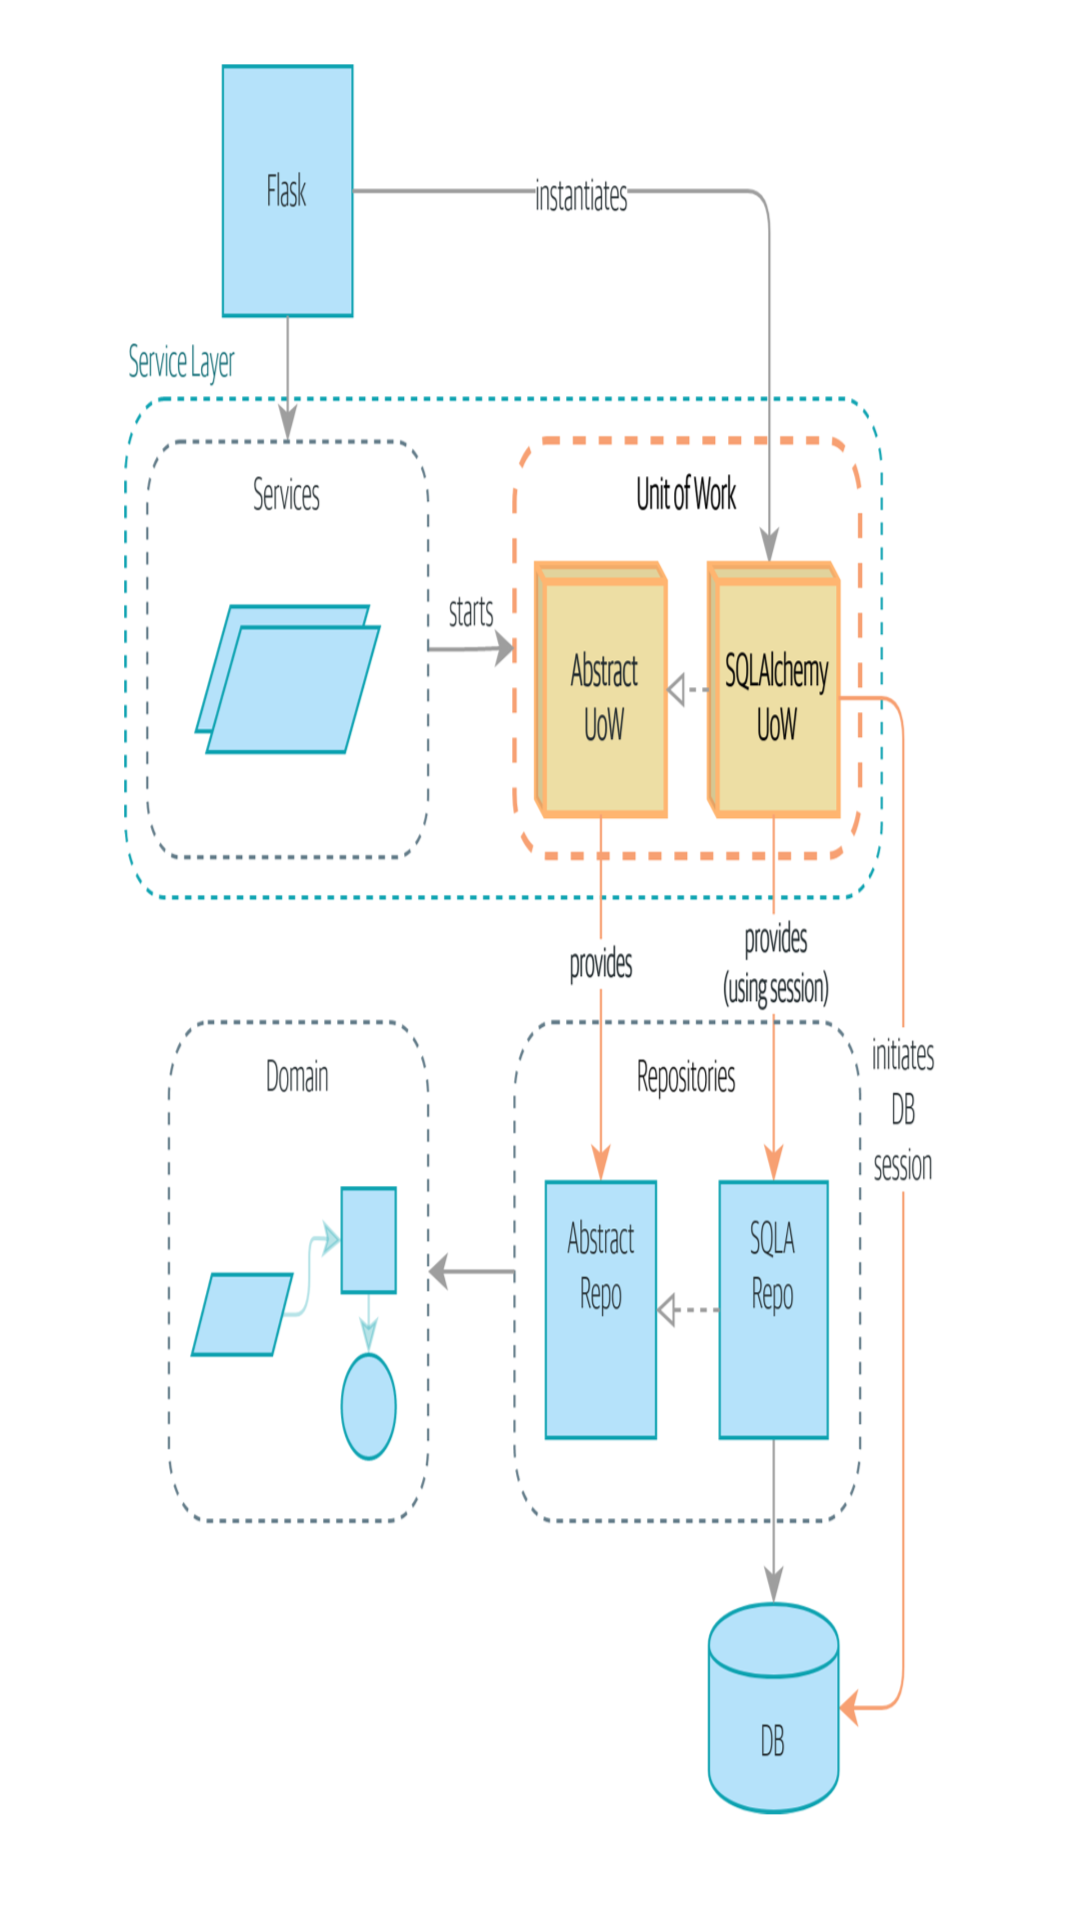 Flask
instantiates
Service Layer
Services
Unit of Work
starts
Abstract
UoW
SQLAlchemy
UoW
provides
provides
(using session)
Domain
Repositories
initiates
DB
session
Abstract
Repo
SQLA
Repo
DB